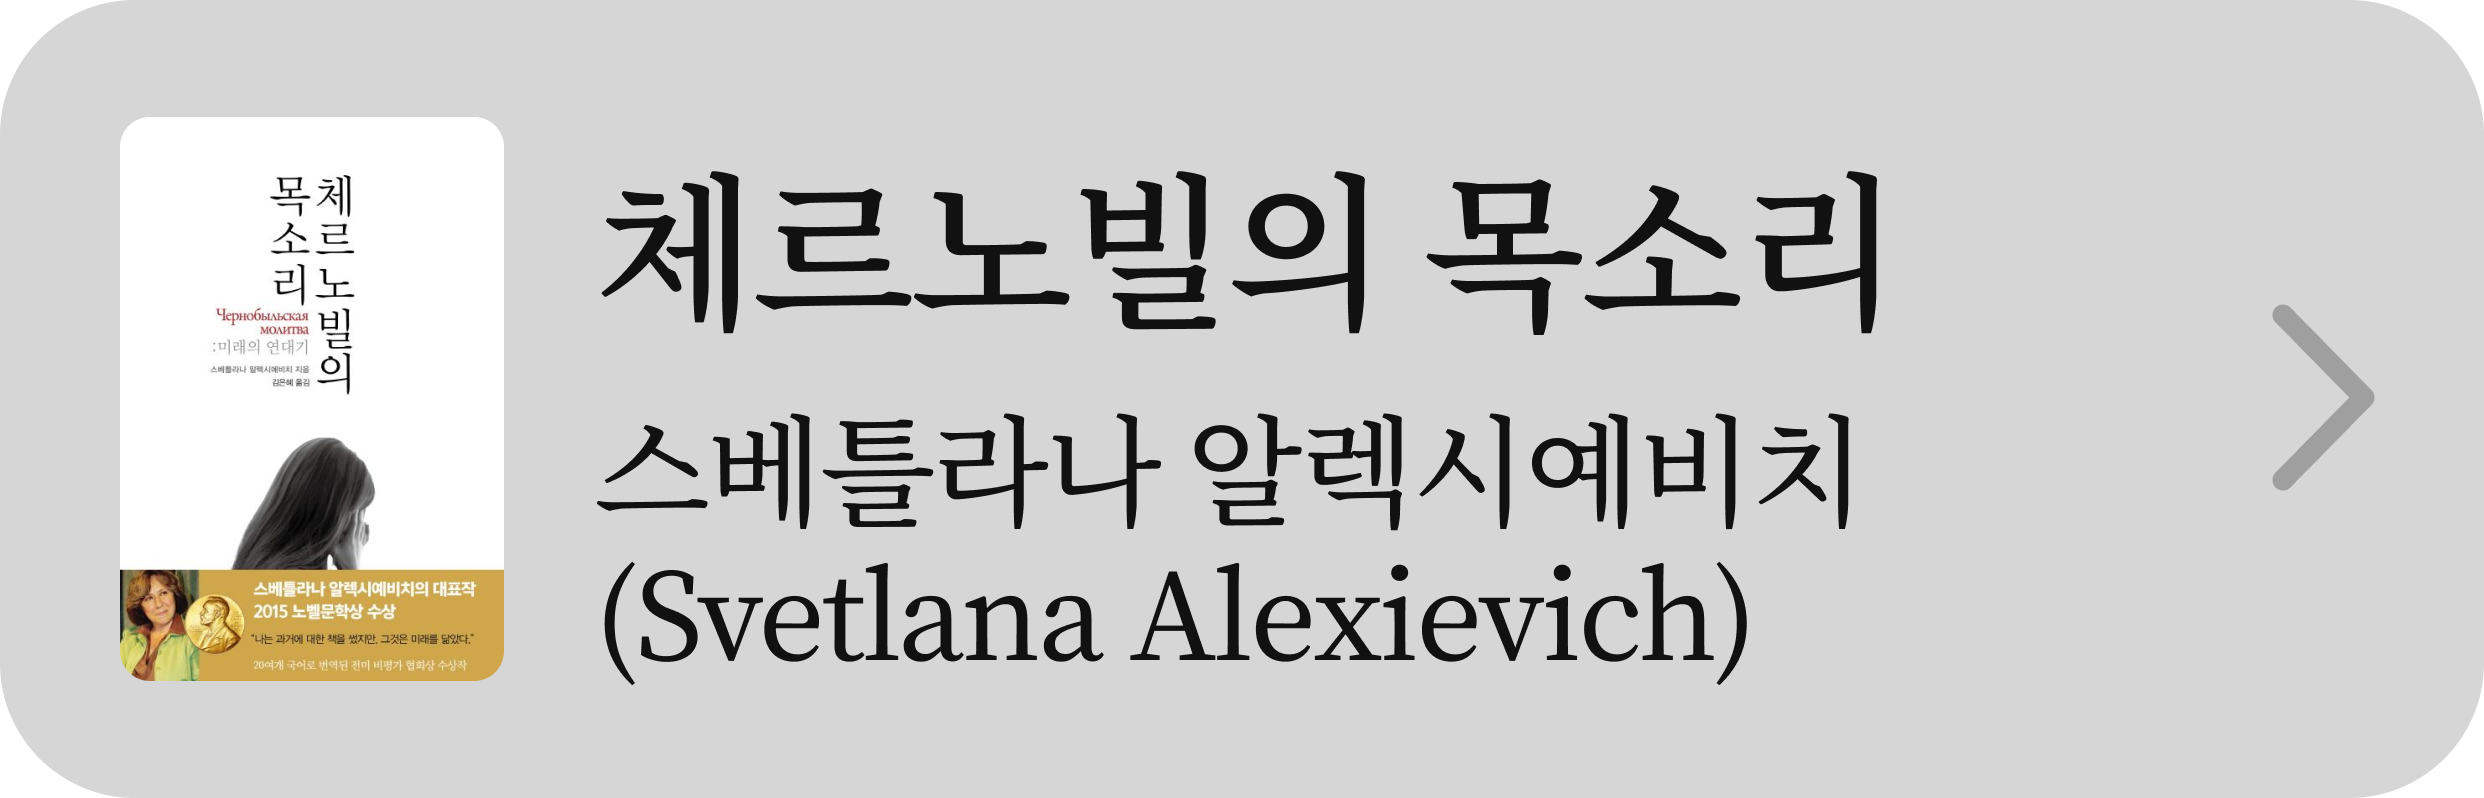 체르노빌의
목소리
Чернобыльская
молитва
:미래의 연대기
스베틀라나 알렉시예비치 지음
김은혜 옮김
스베틀라나 알렉시예비치의 대표작
2015 노벨문학상 수상
"나는 과거에 대한 책을 썼지만, 그것은 미래를 닮았다."
20여개 국어로 번역된 전미 비평가 협회상 수상작
체르노빌의 목소리
스베틀라나 알렉시예비치
(Svetlana Alexievich)